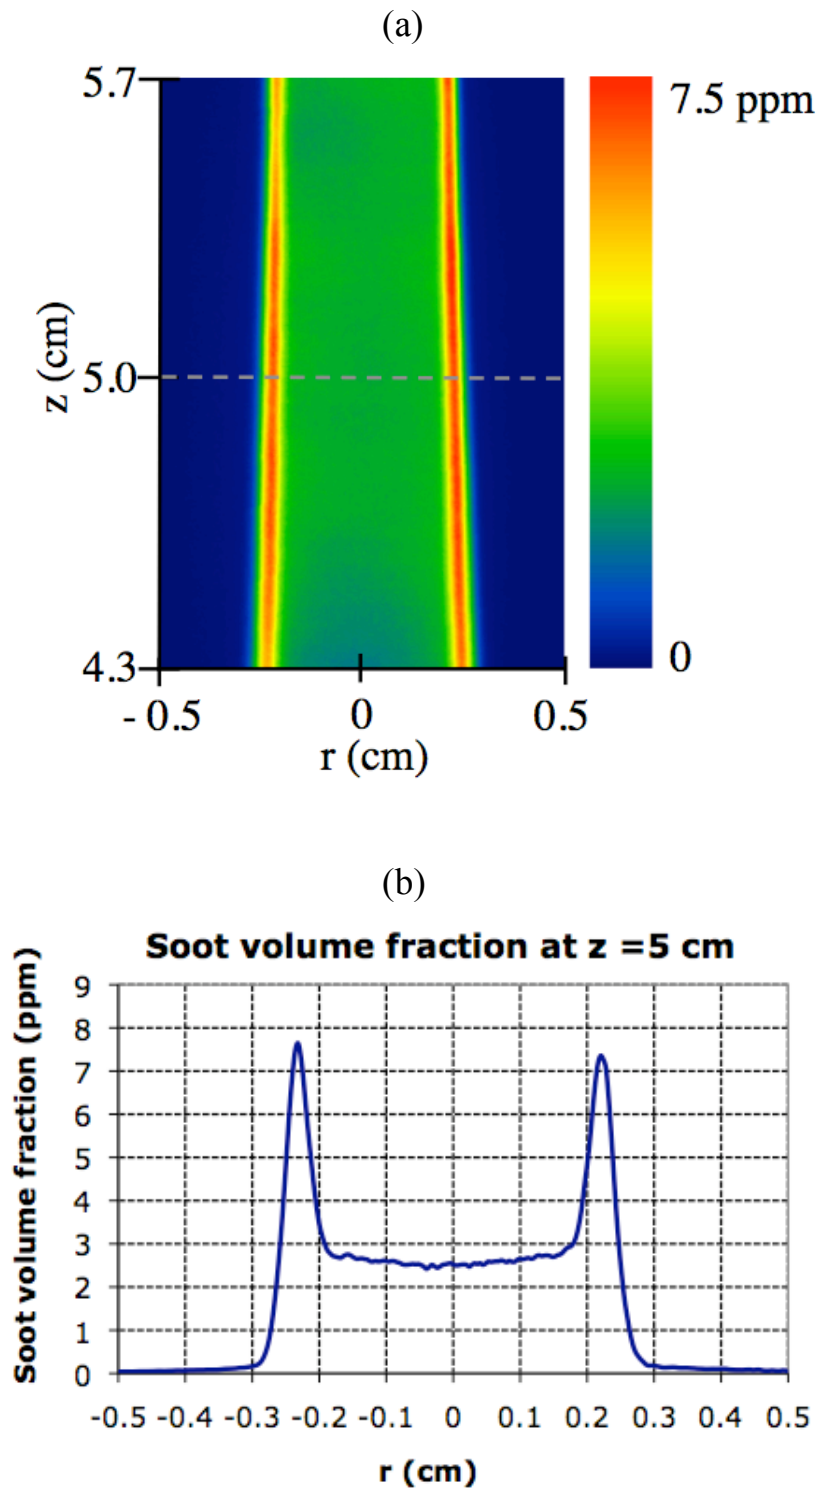 (a)
5.7
7.5 ppm
z (cm)
5.0
4.3
0
- 0.5
0
0.5
r (cm)
(b)
Soot volume fraction at z =5 cm
Soot volume fraction (ppm)
9
8
7
6
5
4
3
2
1
0
-0.5 -0.4 -0.3 -0.2 -0.1 0 0.1 0.2 0.3 0.4 0.5
r (cm)